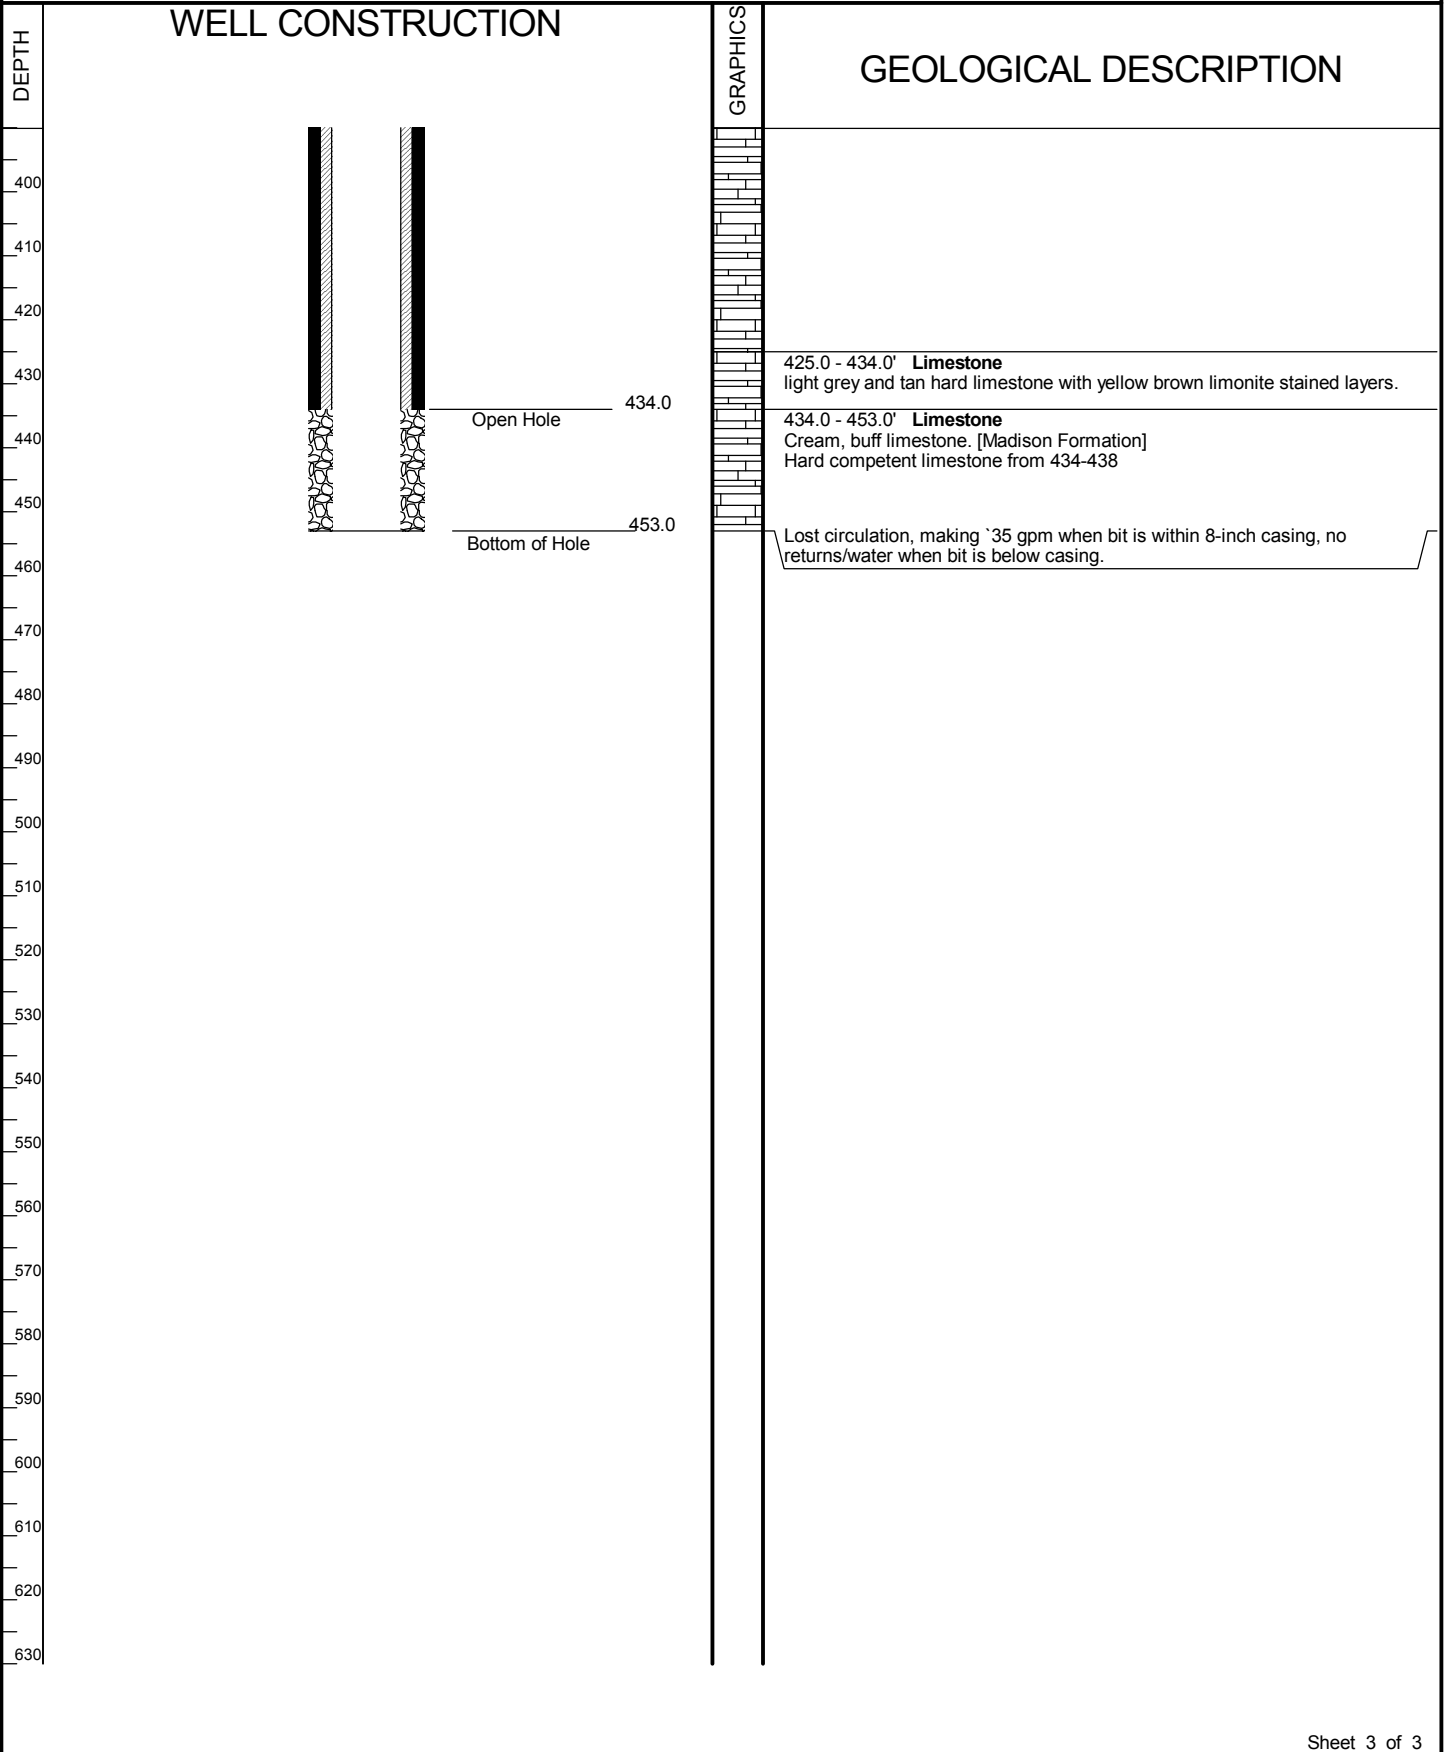 WELL CONSTRUCTION
DEPTH
GRAPHICS
GEOLOGICAL DESCRIPTION
400
410
420
430
440
450
460
470
480
490
500
510
520
530
540
550
560
570
580
590
600
610
620
630
434.0
Open Hole
453.0
Bottom of Hole
425.0 - 434.0' Limestone
light grey and tan hard limestone with yellow brown limonite stained layers.
434.0 - 453.0' Limestone
Cream, buff limestone. [Madison Formation]
Hard competent limestone from 434-438
Lost circulation, making `35 gpm when bit is within 8-inch casing, no
returns/water when bit is below casing.
Sheet 3 of 3